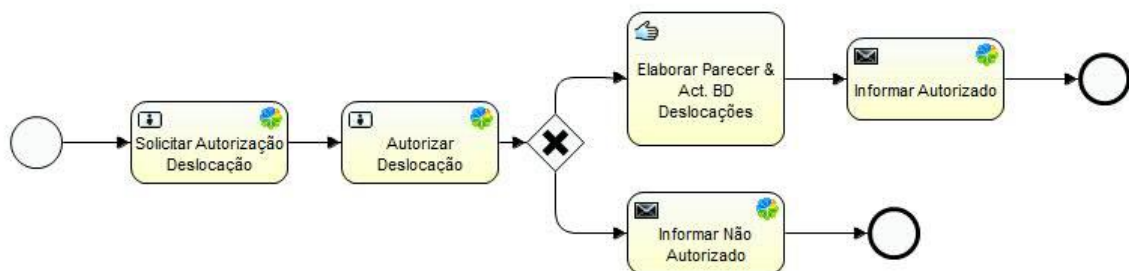 Solicitar Autorização
Deslocação
Autorizar
Deslocação
Elaborar Parecer &
Act. BD
Deslocações
Informar Autorizado
Informar Não
Autorizado